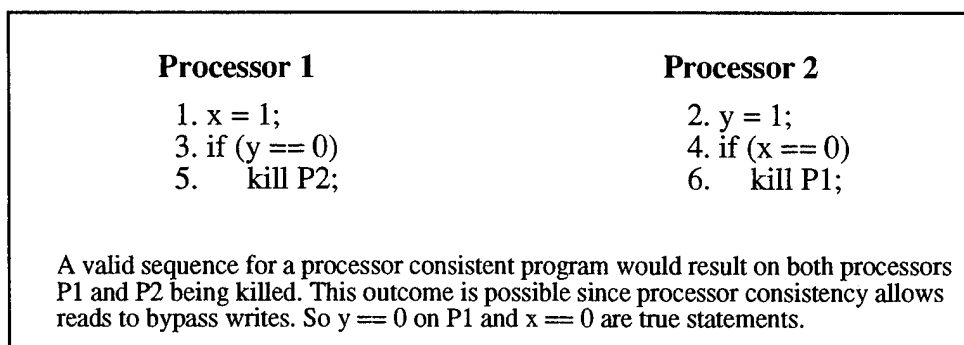 Processor 1 Processor 2
1. x = 1; 2. y = 1;
3. if (y == 0) 4. if (x == 0)
5. kill P2; 6. kill P1;
A valid sequence for a processor consistent program would result on both processors
P1 and P2 being killed. This outcome is possible since processor consistency allows
reads to bypass writes. So y == 0 on P1 and x == 0 are true statements.